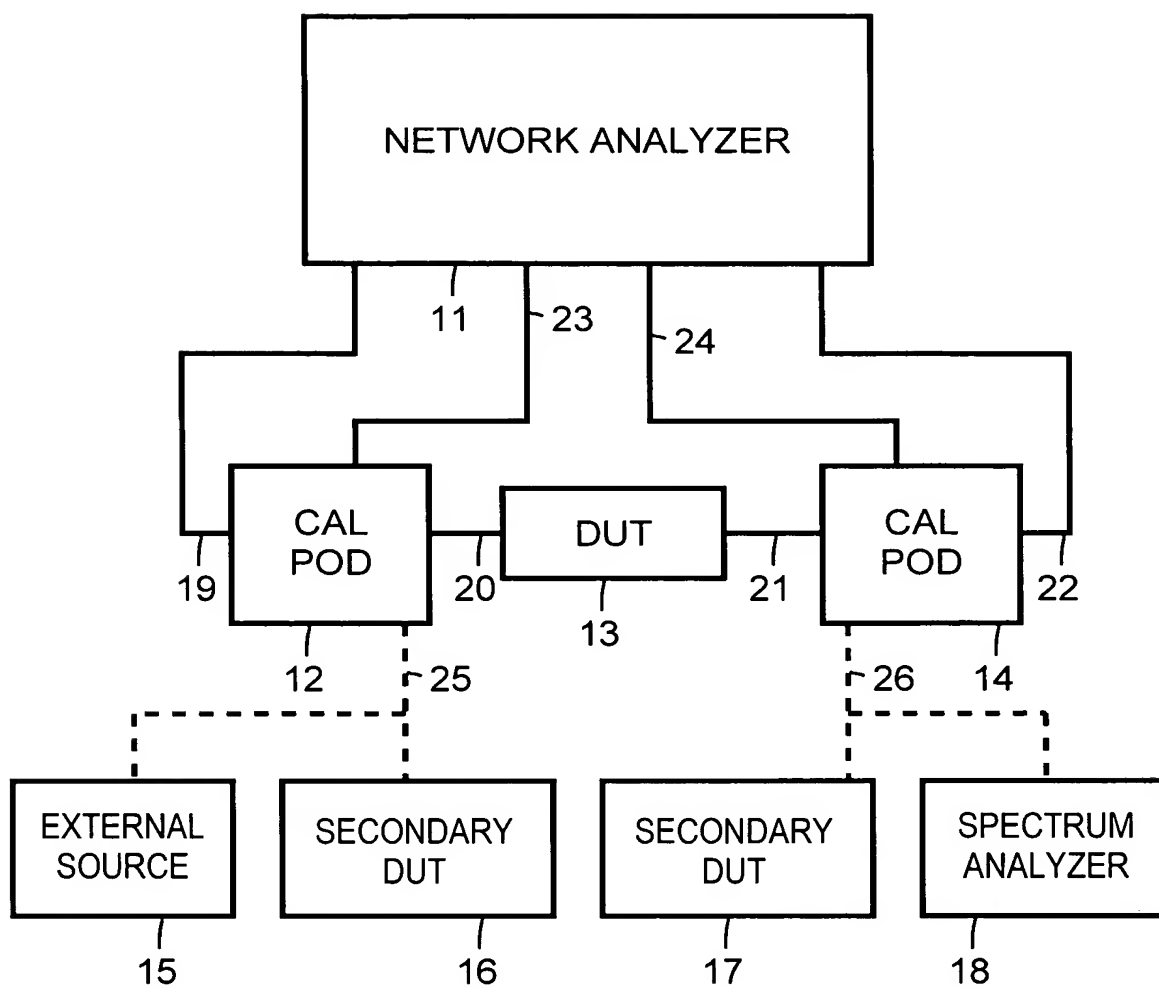 NETWORK ANALYZER
11
23
24
CAL
POD
DUT
CAL
POD
19
20
21
22
13
12
25
26
14
EXTERNAL
SOURCE
SECONDARY
DUT
SECONDARY
DUT
SPECTRUM
ANALYZER
15
16
17
18